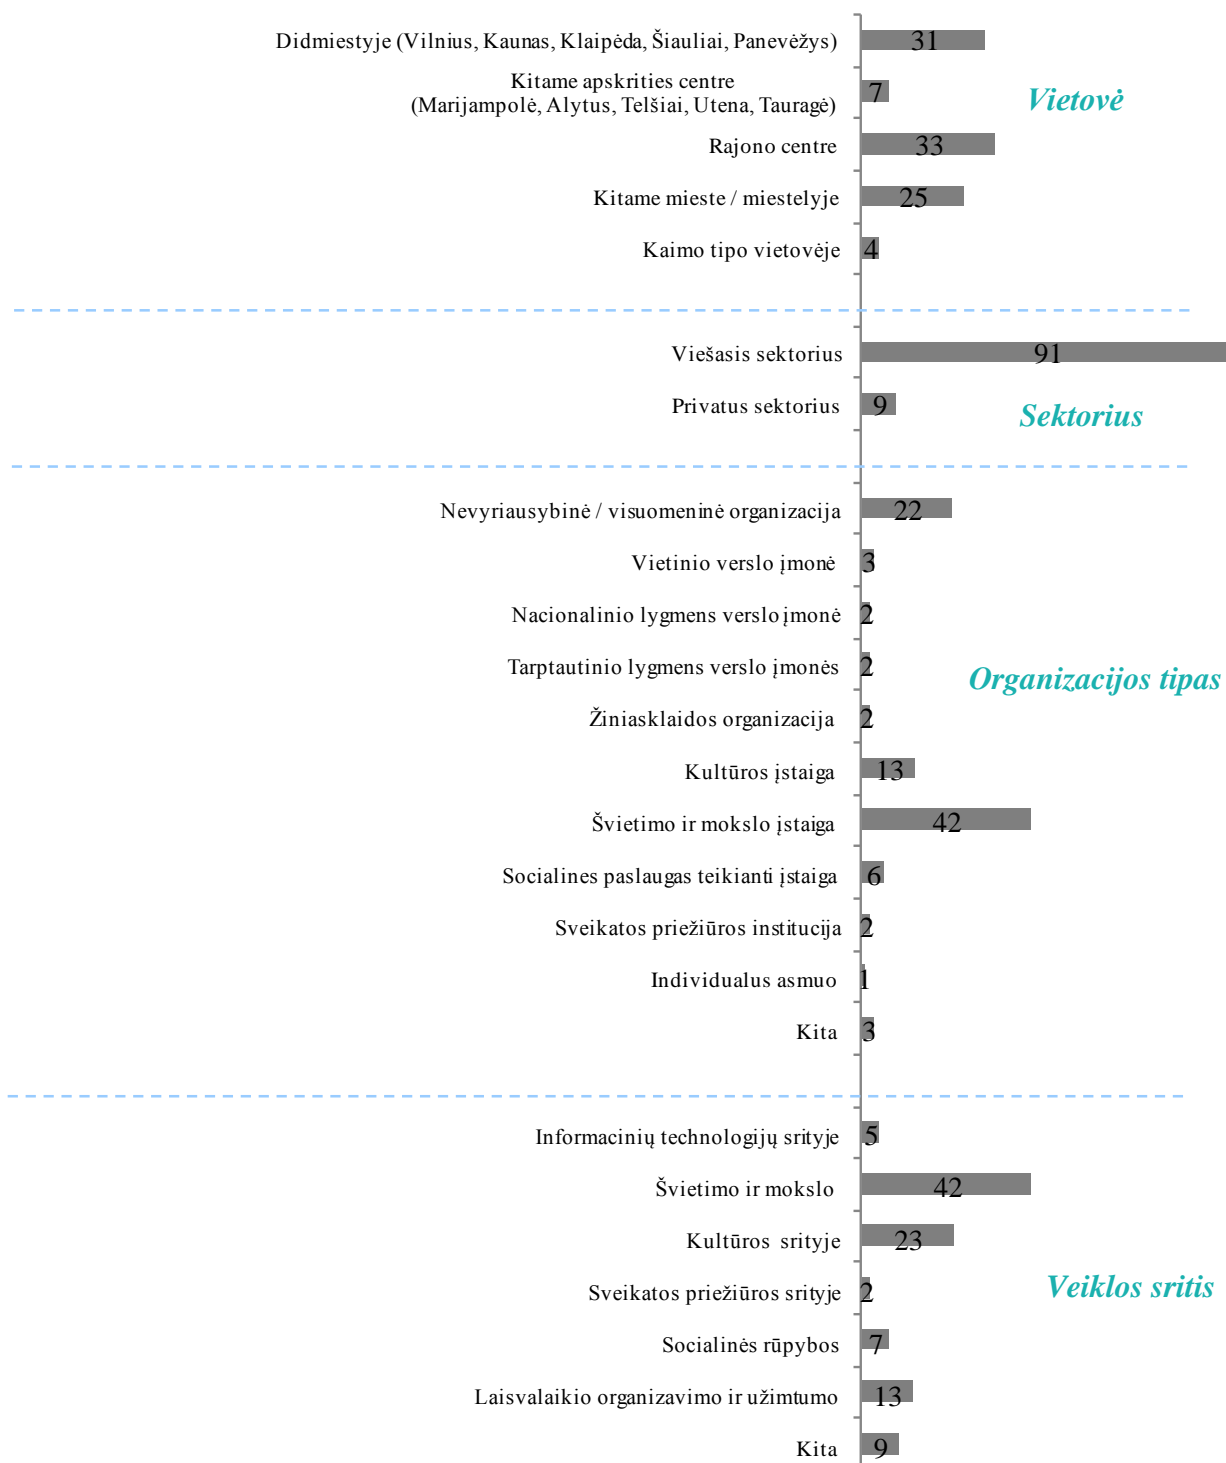 Didmiestyje (Vilnius, Kaunas, Klaipėda, Šiauliai, Panevėžys) 31
Kitame apskrities centre
(Marijampolė, Alytus, Telšiai, Utena, Tauragė) 7
Vietovė
Rajono centre 33
Kitame mieste / miestelyje 25
Kaimo tipo vietovėje 4
Viešasis sektorius 91
Privatus sektorius 9
Sektorius
Nevyriausybinė / visuomeninė organizacija 22
Vietinio verslo įmonė 3
Nacionalinio lygmens verslo įmonė 2
Tarptautinio lygmens verslo įmonės 2
Organizacijos tipas
Žiniasklaidos organizacija 2
Kultūros įstaiga 13
Švietimo ir mokslo įstaiga 42
Socialines paslaugas teikianti įstaiga 6
Sveikatos priežiūros institucija 2
Individualus asmuo 1
Kita 3
Informacinių technologijų srityje 5
Švietimo ir mokslo 42
Kultūros srityje 23
Sveikatos priežiūros srityje 2
Veiklos sritis
Socialinės rūpybos 7
Laisvalaikio organizavimo ir užimtumo 13
Kita 9